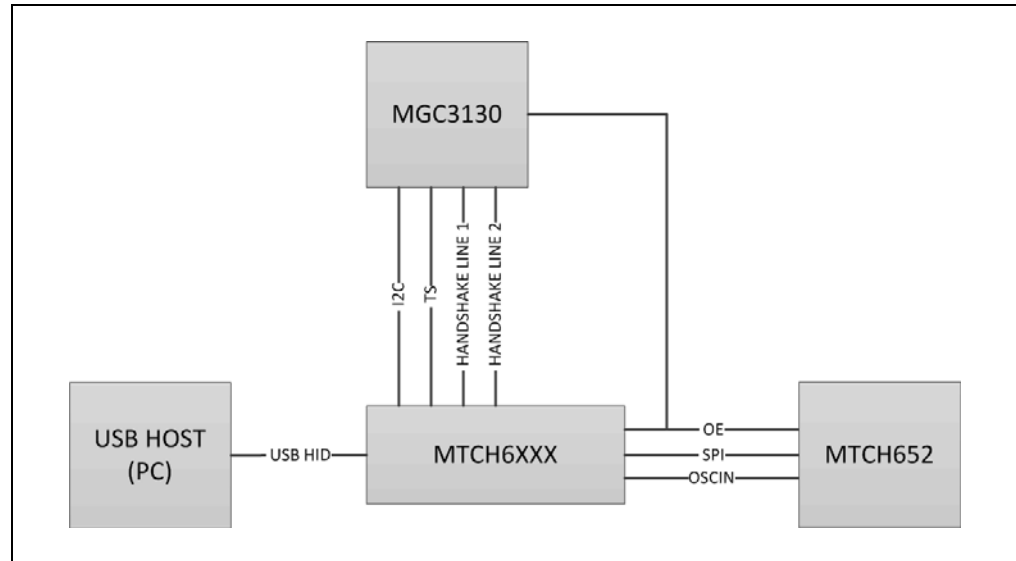 MGC3130
I2C
TS
HANDSHAKE LINE 1
HANDSHAKE LINE 2
USB HOST
(PC)
USB HID
MTCH6XXX
OE
SPI
OSCIN
MTCH652